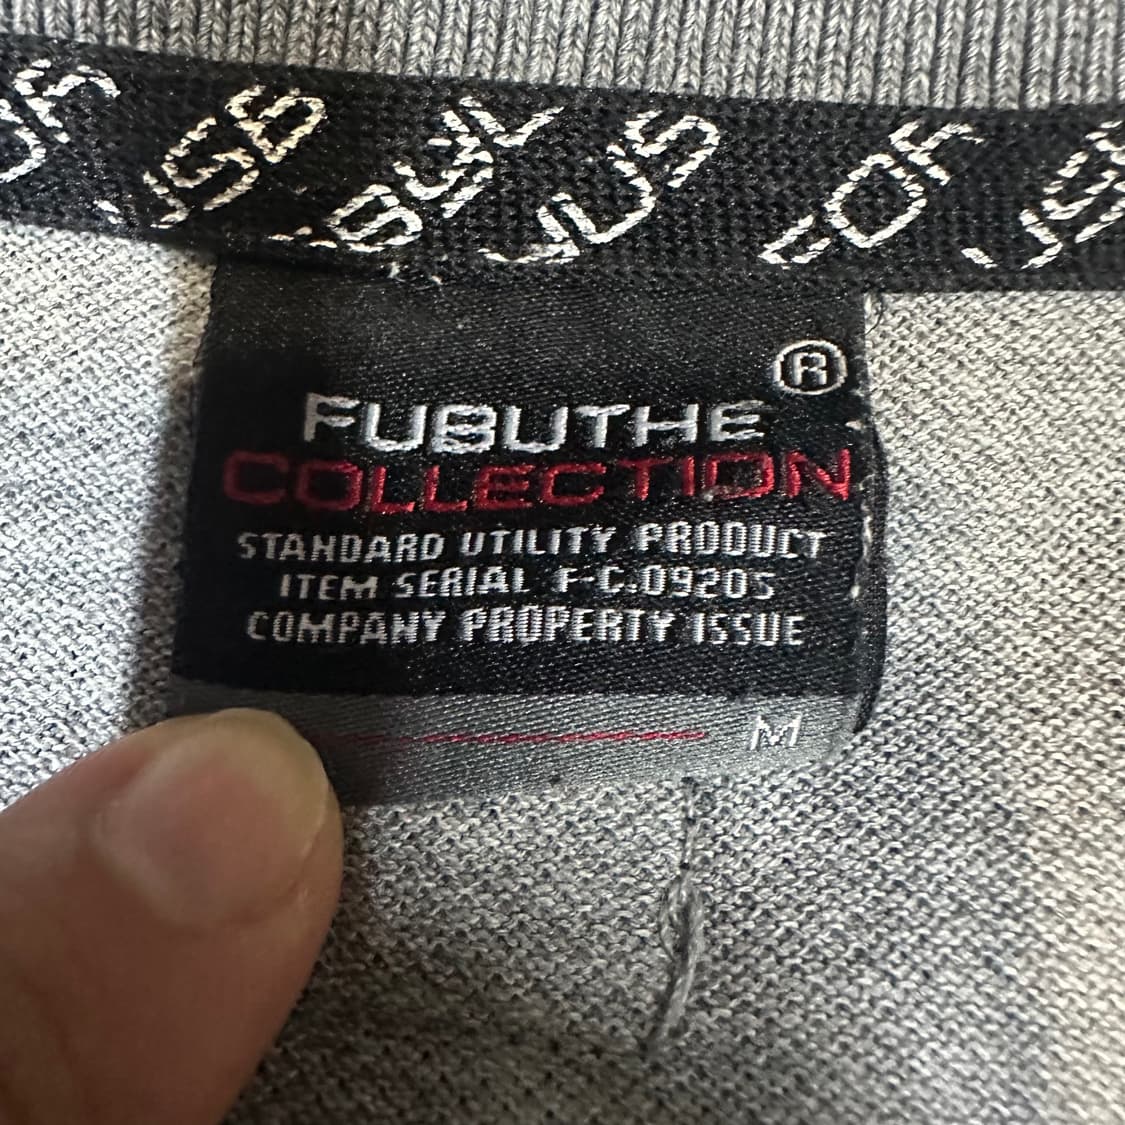 ®
FUBUTHE
COLLECTION
STANDARD UTILITY PRODUCT
ITEM SERIAL F-C.09205
COMPANY PROPERTY ISSUE
M